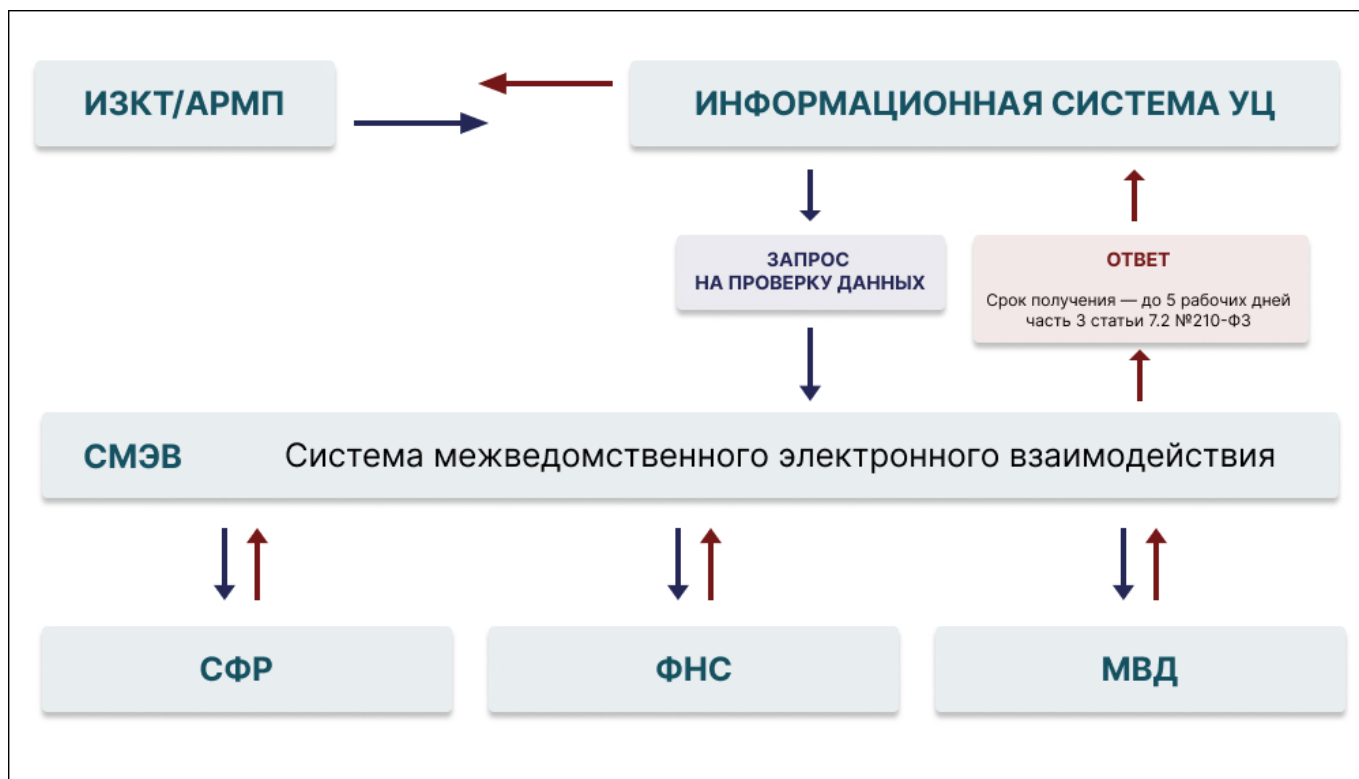 ИЗКТ/АРМП
ИНФОРМАЦИОННАЯ СИСТЕМА УЦ
ЗАПРОС
НА ПРОВЕРКУ ДАННЫХ
ОТВЕТ
Срок получения — до 5 рабочих дней
часть 3 статьи 7.2 №210-ФЗ
СМЭВ Система межведомственного электронного взаимодействия
СФР
ФНС
МВД